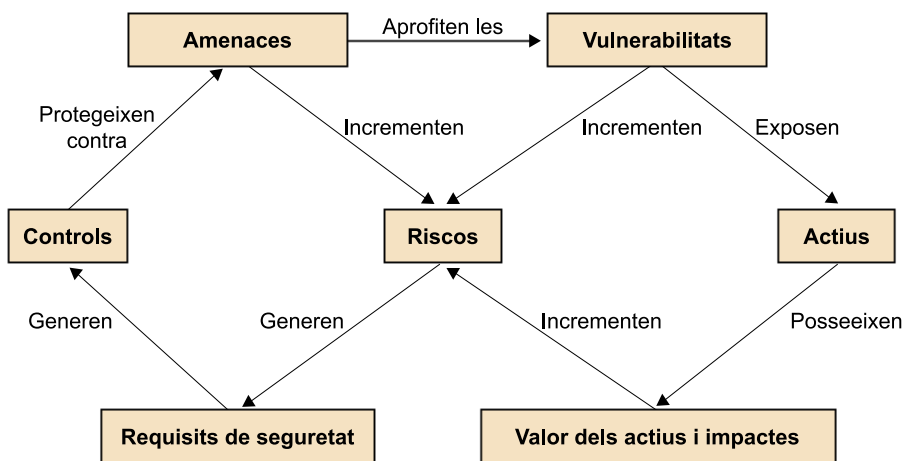 Amenaces
Aprofiten les
Vulnerabilitats
Protegeixen
contra
Incrementen
Incrementen
Exposen
Controls
Riscos
Actius
Generen
Generen
Incrementen
Posseeixen
Requisits de seguretat
Valor dels actius i impactes